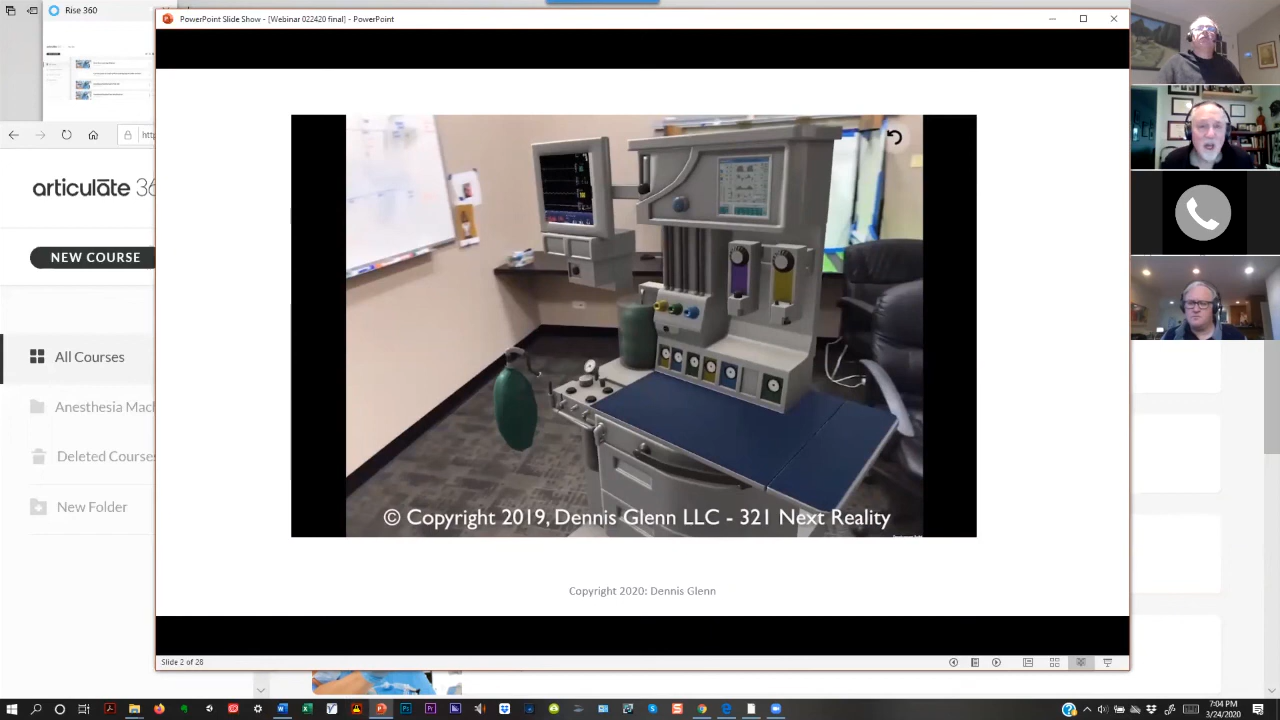 Rise 360
PowerPoint Slide Show - [Webinar 022420 final] - PowerPoint
articulate 36
NEW COURSE
All Courses
Anesthesia Mach
Deleted Courses
New Folder
© Copyright 2019, Dennis Glenn LLC - 321 Next Reality
Copyright 2020: Dennis Glenn
Slide 2 of 28
7:04 PM
3/24/2020